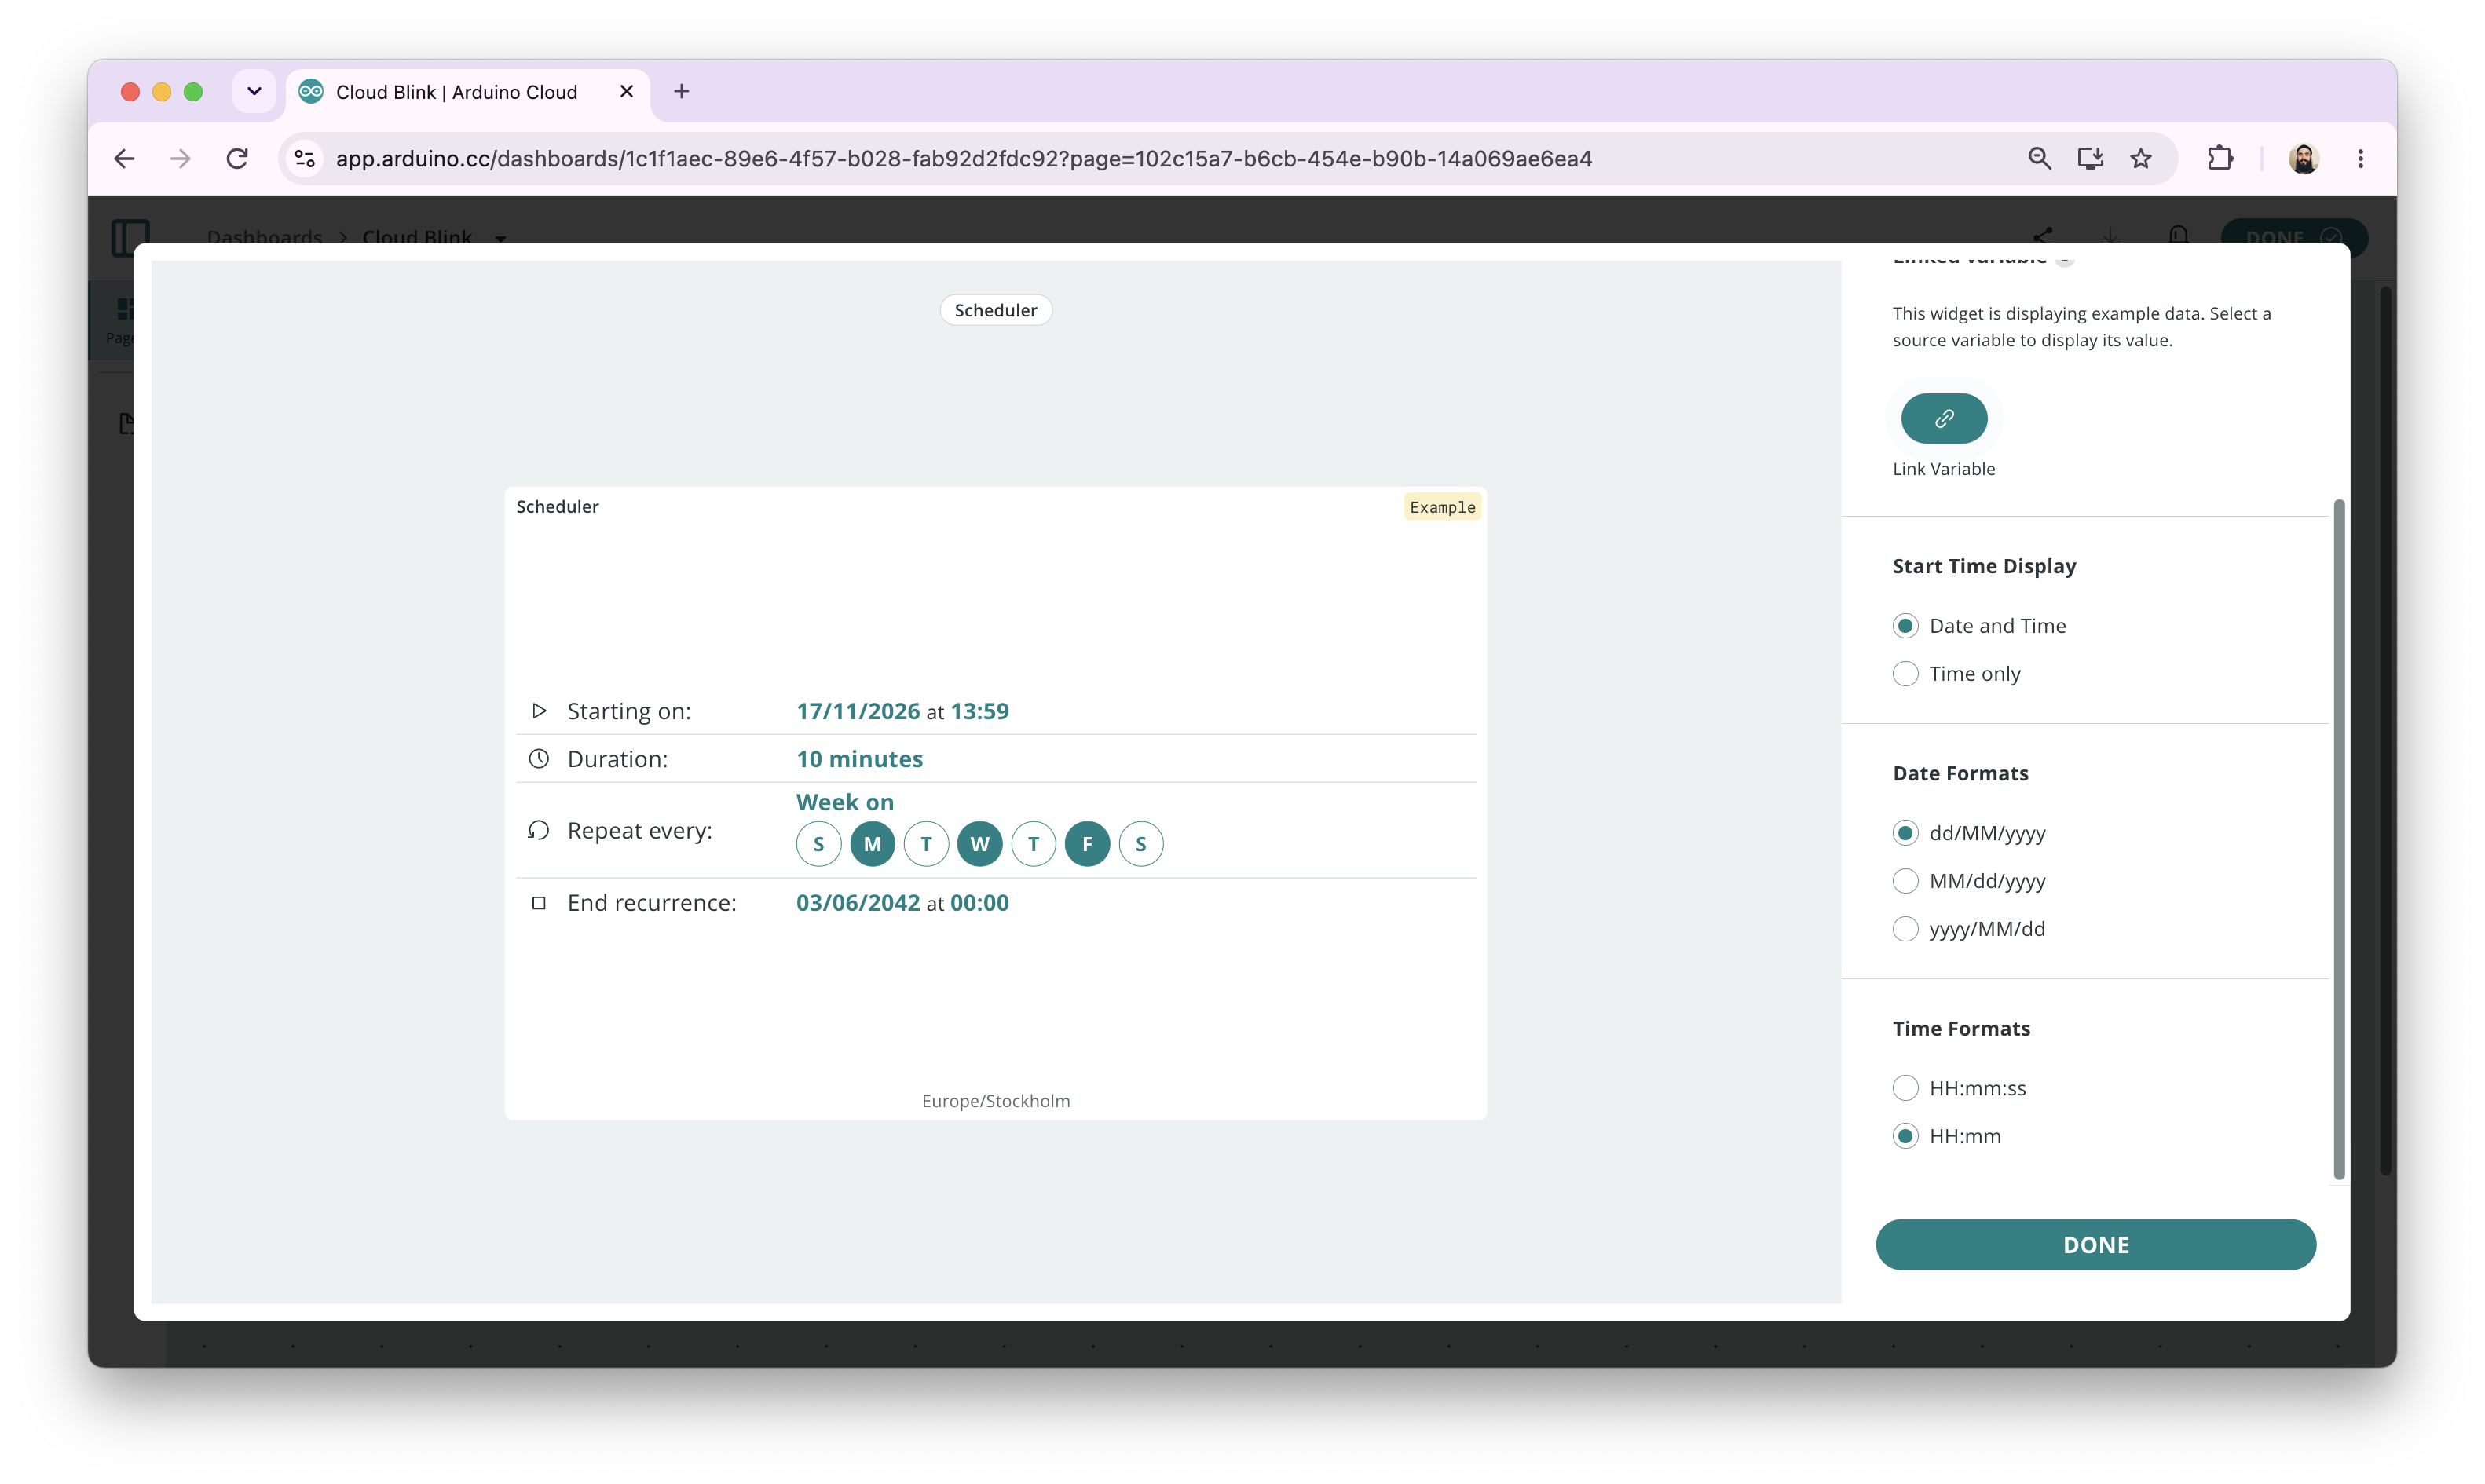 Cloud Blink | Arduino Cloud
app.arduino.cc/dashboards/1c1f1aec-89e6-4f57-b028-fab92d2fdc92?page=102c15a7-b6cb-454e-b90b-14a069ae6ea4
Dashboards > Cloud Blink
DONE
Linked Variable
Scheduler
This widget is displaying example data. Select a
source variable to display its value.
Link Variable
Scheduler
Example
Starting on: 17/11/2026 at 13:59
Duration: 10 minutes
Repeat every: Week on
S M T W T F S
End recurrence: 03/06/2042 at 00:00
Europe/Stockholm
Start Time Display
Date and Time
Time only
Date Formats
dd/MM/yyyy
MM/dd/yyyy
yyyy/MM/dd
Time Formats
HH:mm:ss
HH:mm
DONE